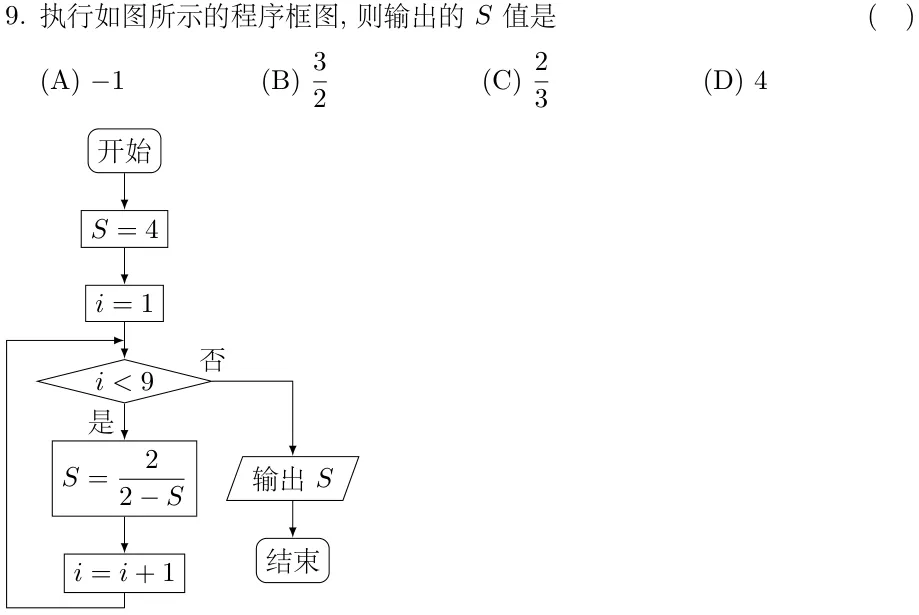 9. 执行如图所示的程序框图, 则输出的 S 值是 ( )
(A) −1 (B) 3/2 (C) 2/3 (D) 4
开始
S = 4
i = 1
i < 9
否
是
S = 2/(2 − S)
输出 S
i = i + 1
结束